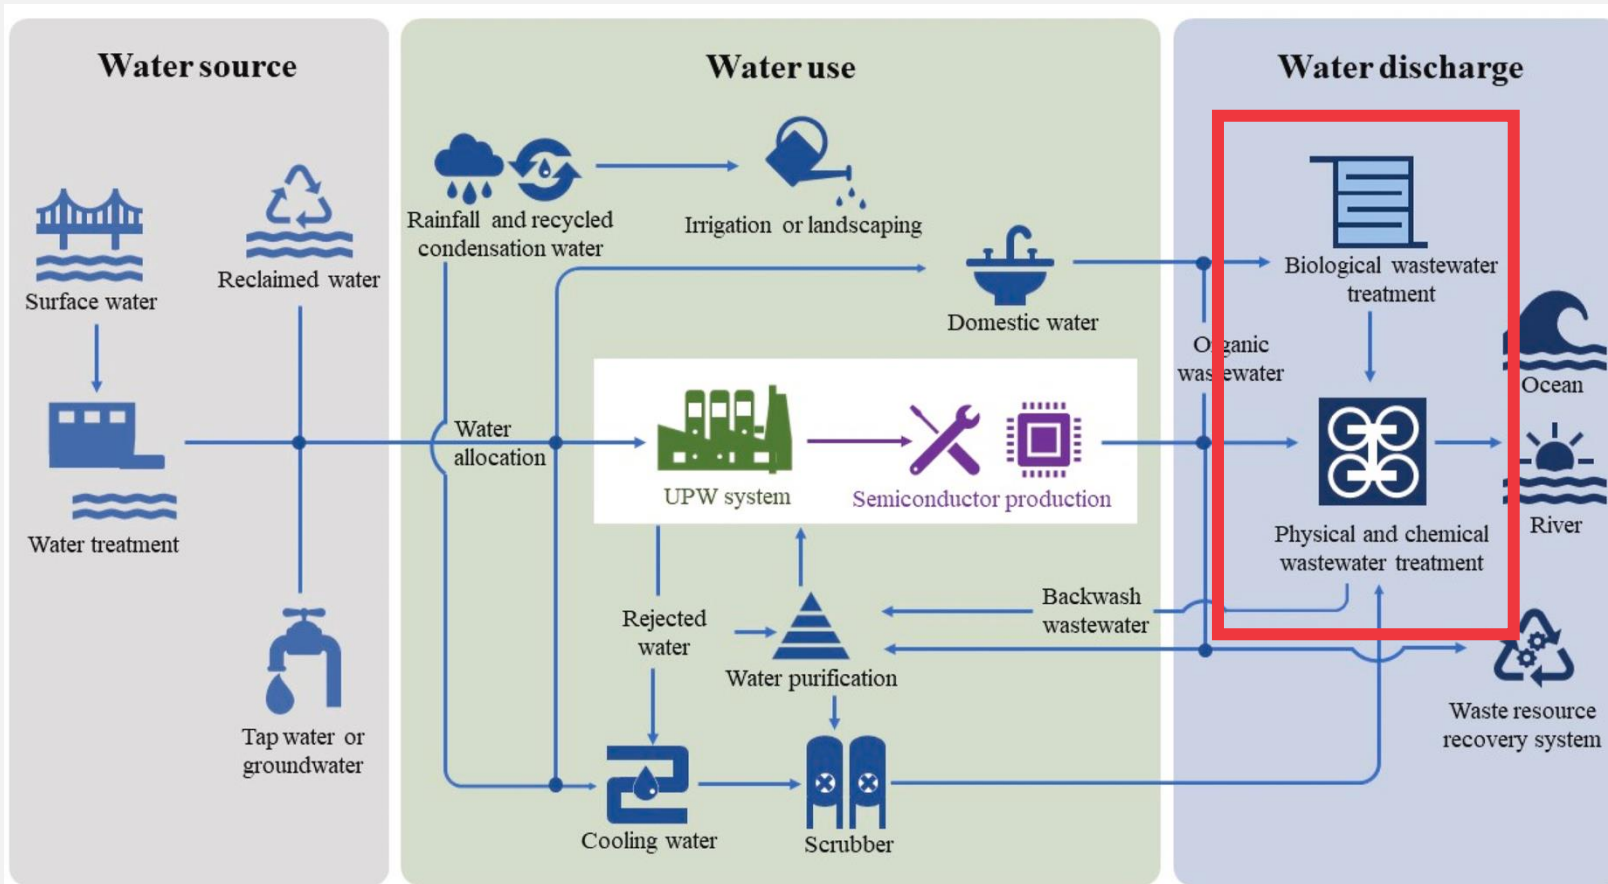 Water source
Water use
Water discharge
Surface water
Reclaimed water
Water treatment
Tap water or
groundwater
Rainfall and recycled
condensation water
Irrigation or landscaping
Domestic water
Water
allocation
UPW system
Semiconductor production
Rejected
water
Water purification
Backwash
wastewater
Cooling water
Scrubber
Organic
wastewater
Biological wastewater
treatment
Physical and chemical
wastewater treatment
Ocean
River
Waste resource
recovery system